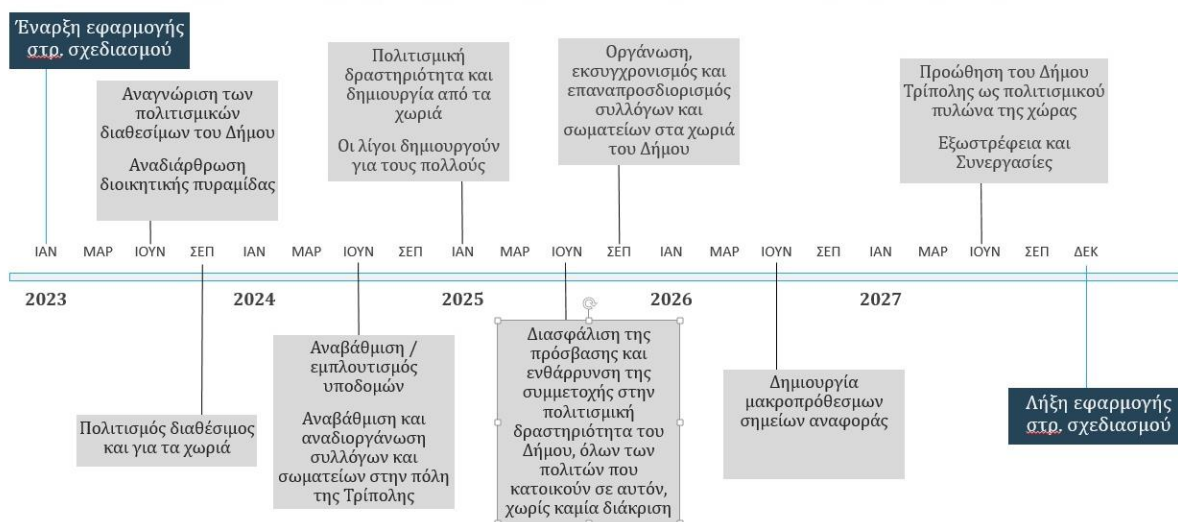 Έναρξη εφαρμογής
στρ. σχεδιασμού
Αναγνώριση των
πολιτισμικών
διαθεσίμων του Δήμου
Αναδιάρθρωση
διοικητικής πυραμίδας
Πολιτισμική
δραστηριότητα και
δημιουργία από τα
χωριά
Οι λίγοι δημιουργούν
για τους πολλούς
Οργάνωση,
εκσυγχρονισμός και
επαναπροσδιορισμός
συλλόγων και
σωματείων στα χωριά
του Δήμου
Προώθηση του Δήμου
Τρίπολης ως πολιτισμικού
πυλώνα της χώρας
Εξωστρέφεια και
Συνεργασίες
ΙΑΝ ΜΑΡ ΙΟΥΝ ΣΕΠ ΙΑΝ ΜΑΡ ΙΟΥΝ ΣΕΠ ΙΑΝ ΜΑΡ ΙΟΥΝ ΣΕΠ ΙΑΝ ΜΑΡ ΙΟΥΝ ΣΕΠ ΙΑΝ ΜΑΡ ΙΟΥΝ ΣΕΠ ΔΕΚ
2023 2024 2025 2026 2027
Πολιτισμός διαθέσιμος
και για τα χωριά
Αναβάθμιση /
εμπλουτισμός
υποδομών
Αναβάθμιση και
αναδιοργάνωση
συλλόγων και
σωματείων στην πόλη
της Τρίπολης
Διασφάλιση της
πρόσβασης και
ενθάρρυνση της
συμμετοχής στην
πολιτισμική
δραστηριότητα του
Δήμου, όλων των
πολιτών που
κατοικούν σε αυτόν,
χωρίς καμία διάκριση
Δημιουργία
μακροπρόθεσμων
σημείων αναφοράς
Λήξη εφαρμογής
στρ. σχεδιασμού